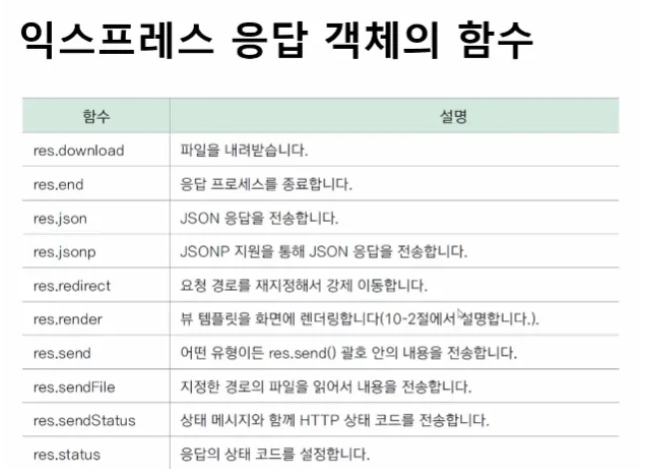 익스프레스 응답 객체의 함수
함수 설명
res.download 파일을 내려받습니다.
res.end 응답 프로세스를 종료합니다.
res.json JSON 응답을 전송합니다.
res.jsonp JSONP 지원을 통해 JSON 응답을 전송합니다.
res.redirect 요청 경로를 재지정해서 강제 이동합니다.
res.render 뷰 템플릿을 화면에 렌더링합니다(10-2절에서 설명합니다.).
res.send 어떤 유형이든 res.send() 괄호 안의 내용을 전송합니다.
res.sendFile 지정한 경로의 파일을 읽어서 내용을 전송합니다.
res.sendStatus 상태 메시지와 함께 HTTP 상태 코드를 전송합니다.
res.status 응답의 상태 코드를 설정합니다.